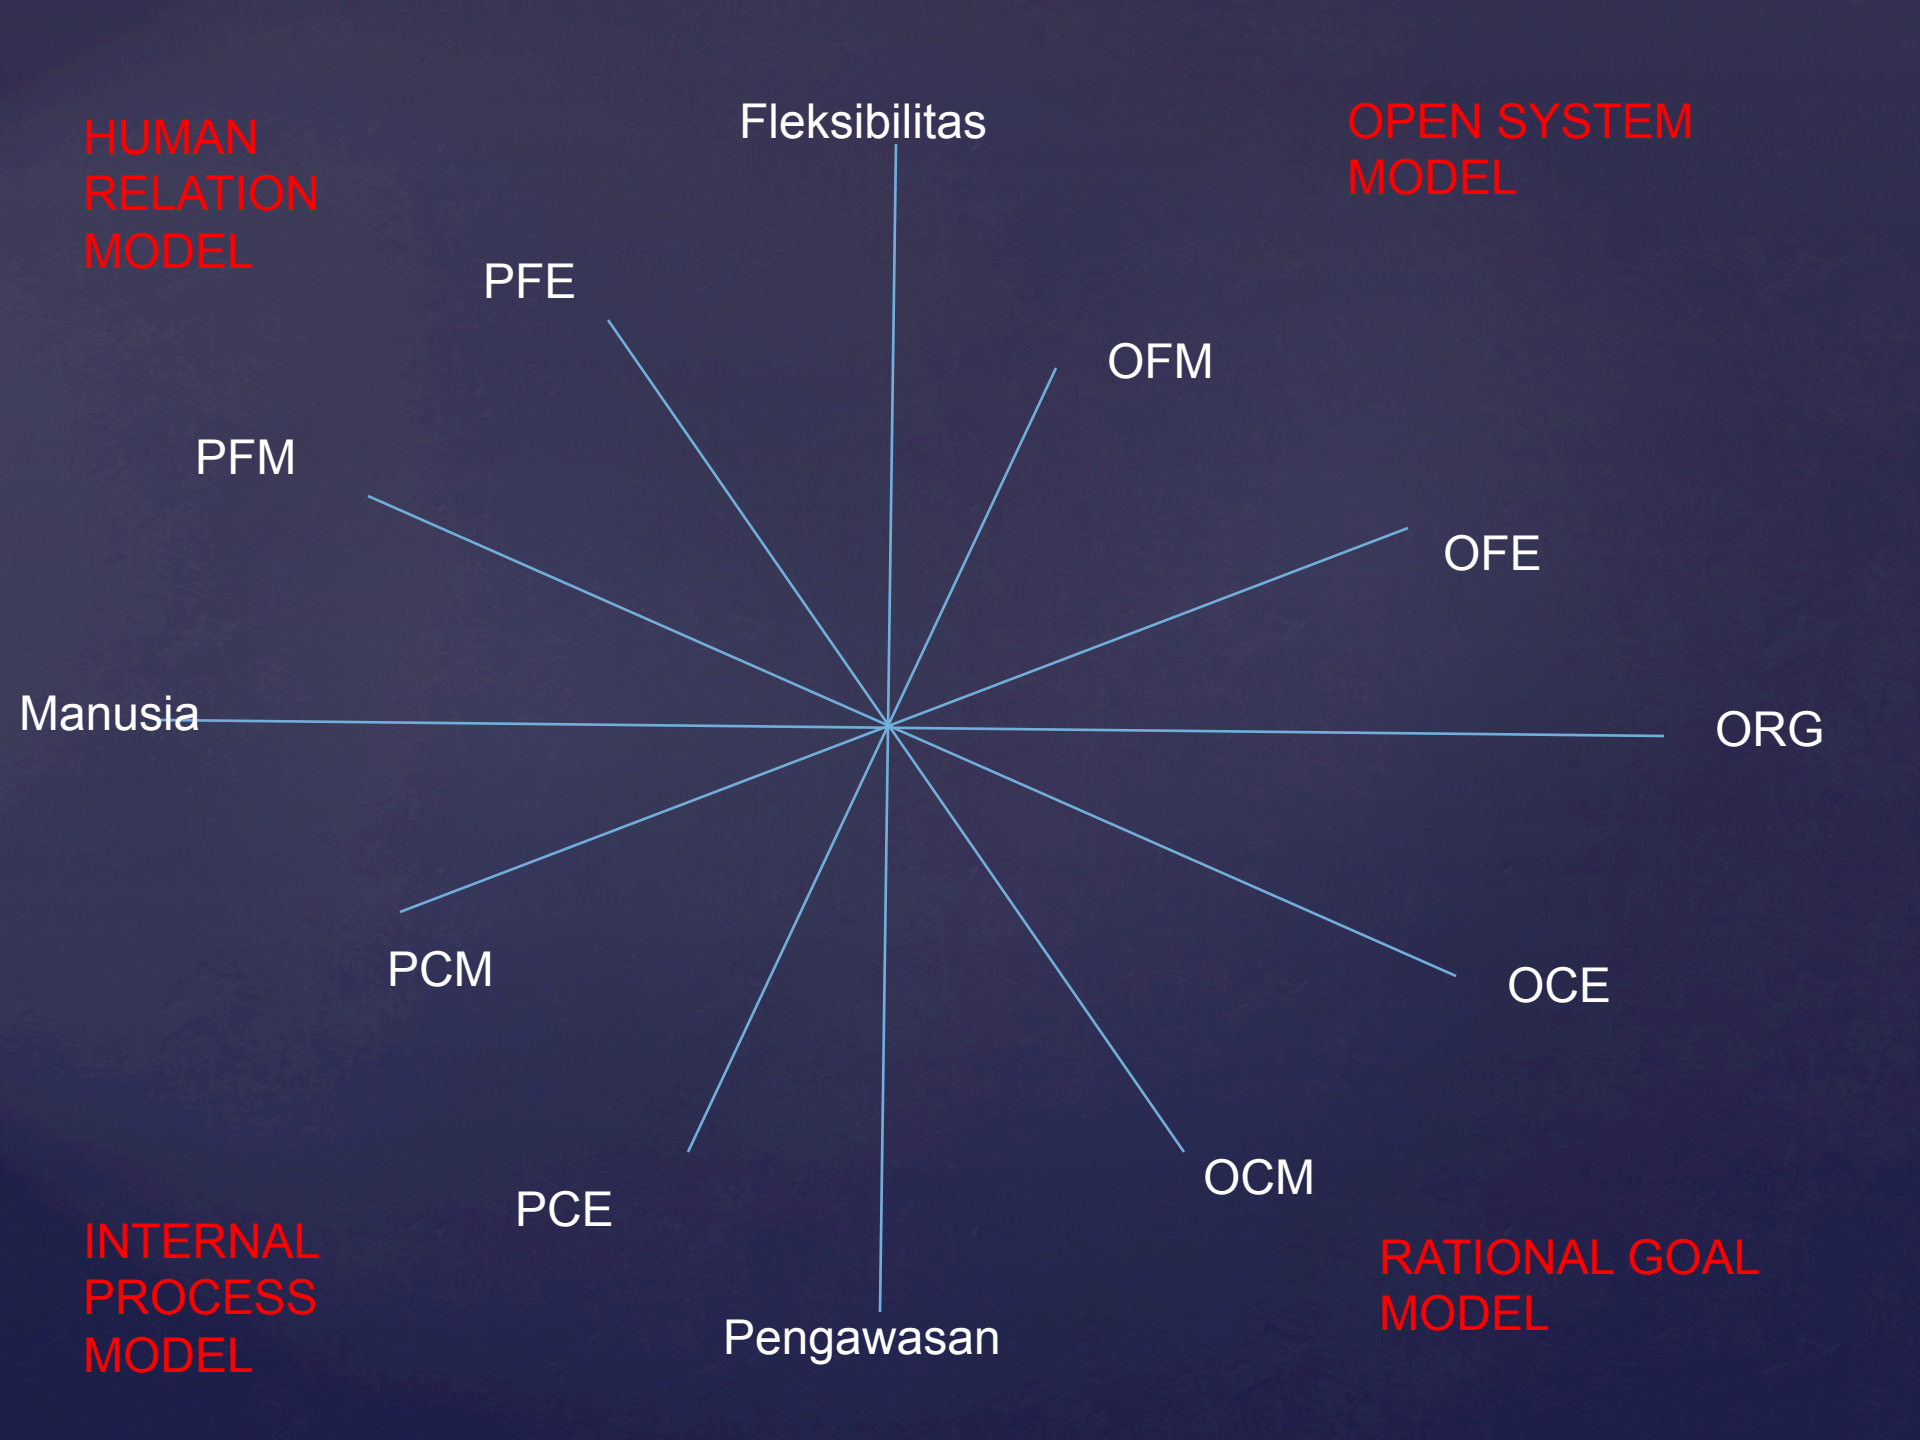 Fleksibilitas
HUMAN
RELATION
MODEL
OPEN SYSTEM
MODEL
PFE
OFM
PFM
OFE
Manusia
ORG
PCM
OCE
PCE
OCM
INTERNAL
PROCESS
MODEL
RATIONAL GOAL
MODEL
Pengawasan